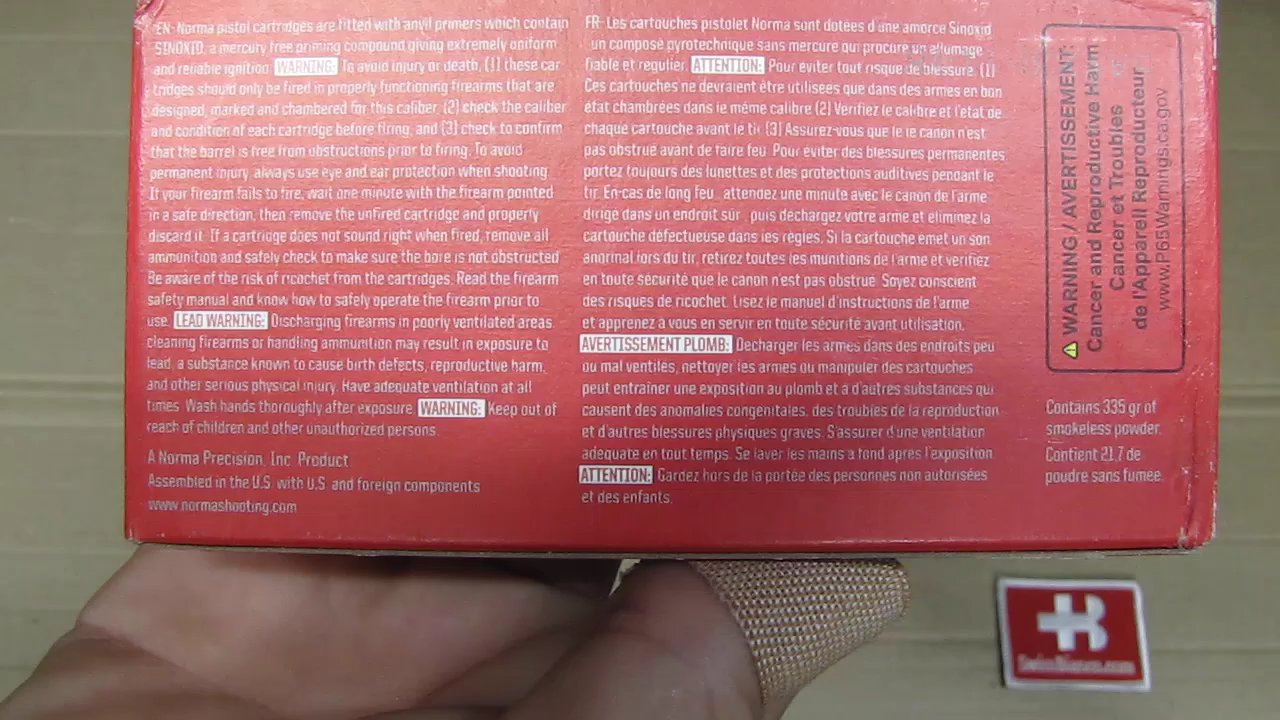 EN- Norma pistol cartridges are fitted with anvil primers which contain
SINOXID, a mercury free priming compound giving extremely uniform
and reliable ignition WARNING: To avoid injury or death, (1) these car
tridges should only be fired in properly functioning firearms that are
designed, marked and chambered for this caliber, (2) check the caliber
and condition of each cartridge before firing, and (3) check to confirm
that the barrel is free from obstructions prior to firing. To avoid
permanent injury, always use eye and ear protection when shooting.
If your firearm fails to fire, wait one minute with the firearm pointed
in a safe direction, then remove the unfired cartridge and properly
discard it. If a cartridge does not sound right when fired, remove all
ammunition and safely check to make sure the bore is not obstructed
Be aware of the risk of ricochet from the cartridges. Read the firearm
safety manual and know how to safely operate the firearm prior to
use. LEAD WARNING: Discharging firearms in poorly ventilated areas
cleaning firearms or handling ammunition may result in exposure to
lead, a substance known to cause birth defects, reproductive harm,
and other serious physical injury. Have adequate ventilation at all
times. Wash hands thoroughly after exposure. WARNING: Keep out of
reach of children and other unauthorized persons.
A Norma Precision, Inc Product
Assembled in the U.S. with U.S. and foreign components
www.normashooting.com
FR- Les cartouches pistolet Norma sont dotées d'une amorce Sinoxid
un composé pyrotechnique sans mercure qui procure un allumage
fiable et regulier. ATTENTION: Pour eviter tout risque de blessure, (1)
Ces cartouches ne devraient être utilisées que dans des armes en bon
état chambrées dans le même calibre (2) Verifiez le calibre et l'etat de
chaque cartouche avant le tir (3) Assurez-vous que le le canon n'est
pas obstrué avant de faire feu. Pour eviter des blessures permanentes
portez toujours des lunettes et des protections auditives pendant le
tir. En-cas de long feu, attendez une minute avec le canon de l'arme
dirigé dans un endroit sûr, puis dechargez votre arme et eliminez la
cartouche défectueuse dans les règles. Si la cartouche emet un son
anormal lors du tir, retirez toutes les munitions de l'arme et verifiez
en toute sécurité que le canon n'est pas obstrué. Soyez conscient
des risques de ricochet. Lisez le manuel d'instructions de l'arme
et apprenez à vous en servir en toute sécurité avant utilisation.
AVERTISSEMENT PLOMB: Decharger les armes dans des endroits peu
ou mal ventiles, nettoyer les armes ou manipuler des cartouches
peut entraîner une exposition au plomb et à d'autres substances qui
causent des anomalies congenitales, des troubles de la reproduction
et d'autres blessures physiques graves. S'assurer d'une ventilation
adequate en tout temps. Se laver les mains a fond apres l'exposition.
ATTENTION: Gardez hors de la portée des personnes non autorisées
et des enfants.
WARNING / AVERTISSEMENT:
Cancer and Reproductive Harm
Cancer et Troubles
de l'Appareil Reproducteur
www.P65Warnings.ca.gov
Contains 335 gr of
smokeless powder.
Contient 21,7 de
poudre sans fumee.